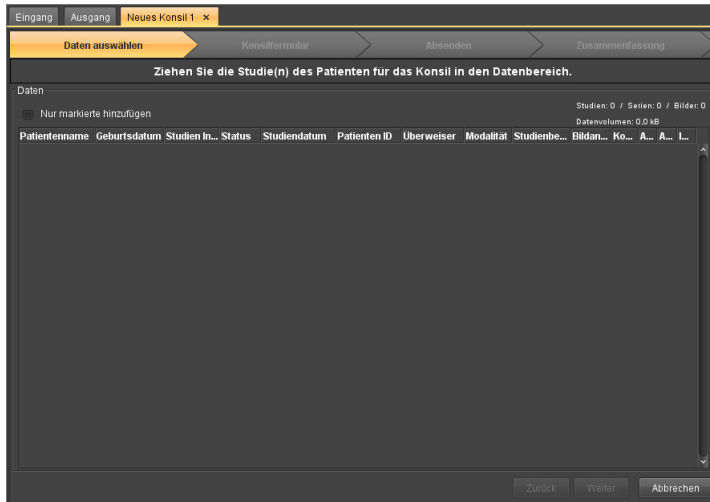 Eingang Ausgang Neues Konsil 1 ×
Daten auswählen Konsilformular Absenden Zusammenfassung
Ziehen Sie die Studie(n) des Patienten für das Konsil in den Datenbereich.
Daten
Studien: 0 / Serien: 0 / Bilder: 0
Nur markierte hinzufügen
Datenvolumen: 0,0 kB
Patientenname Geburtsdatum Studien In... Status Studiendatum Patienten ID Überweiser Modalität Studienbe... Bildan... Ko... A... A... I...
Zurück Weiter Abbrechen